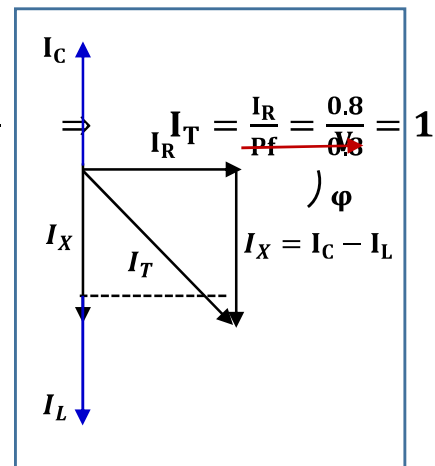 I_C
⇒ I_T = I_R/Pf = 0.8/0.8 = 1
I_R
V
φ
I_X
I_T
I_X = I_C − I_L
I_L